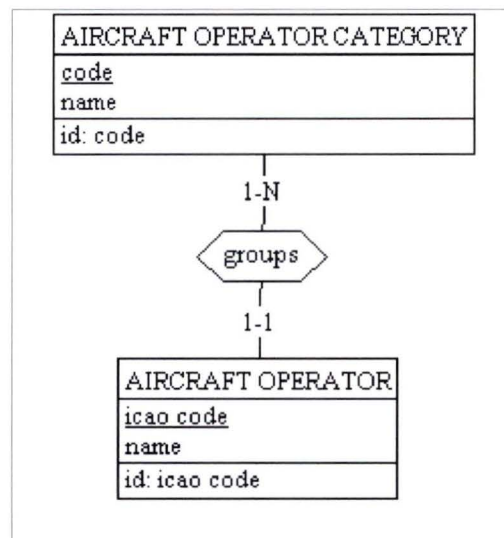 AIRCRAFT OPERATOR CATEGORY
code
name
id: code
1-N
groups
1-1
AIRCRAFT OPERATOR
icao code
name
id: icao code